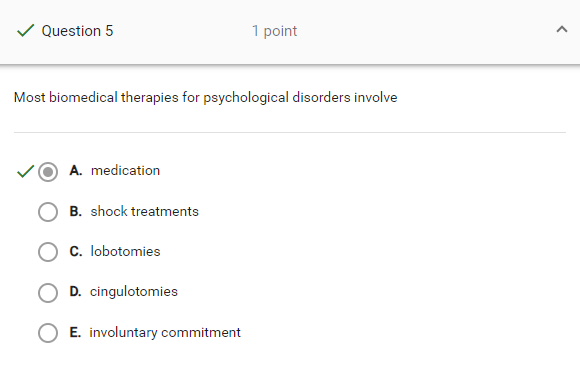 Question 5 1 point
Most biomedical therapies for psychological disorders involve
A. medication
B. shock treatments
C. lobotomies
D. cingulotomies
E. involuntary commitment